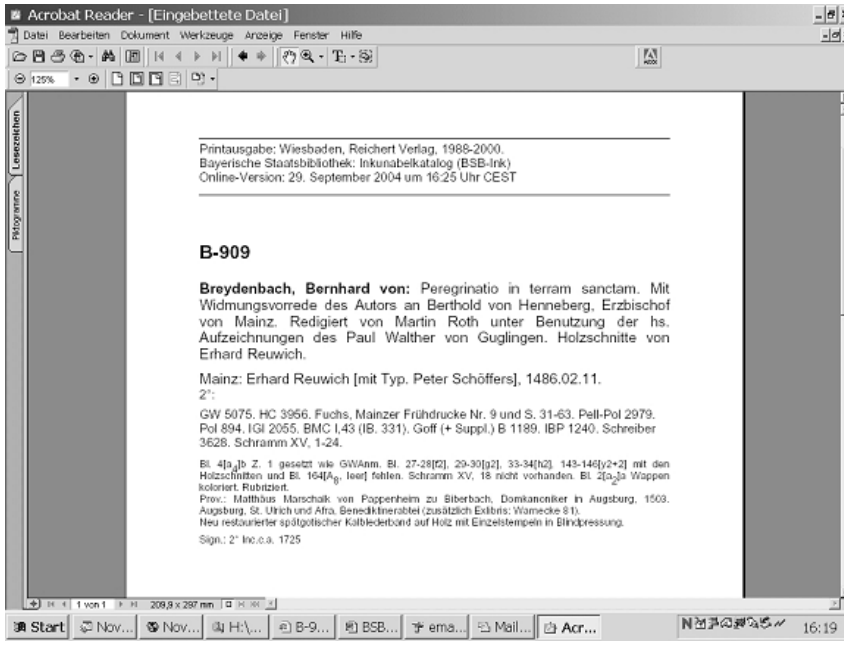 Acrobat Reader - [Eingebettete Datei]
Datei Bearbeiten Dokument Werkzeuge Anzeige Fenster Hilfe
125%
Lesezeichen
Piktogramme
Printausgabe: Wiesbaden, Reichert Verlag, 1988-2000.
Bayerische Staatsbibliothek: Inkunabelkatalog (BSB-Ink)
Online-Version: 29. September 2004 um 16:25 Uhr CEST
B-909
Breydenbach, Bernhard von: Peregrinatio in terram sanctam. Mit
Widmungsvorrede des Autors an Berthold von Henneberg, Erzbischof
von Mainz. Redigiert von Martin Roth unter Benutzung der hs.
Aufzeichnungen des Paul Walther von Guglingen. Holzschnitte von
Erhard Reuwich.
Mainz: Erhard Reuwich [mit Typ. Peter Schöffers], 1486.02.11.
2°:
GW 5075. HC 3956. Fuchs, Mainzer Frühdrucke Nr. 9 und S. 31-63. Pell-Pol 2979.
Pol 894. IGI 2055. BMC I,43 (IB. 331). Goff (+ Suppl.) B 1189. IBP 1240. Schreiber
3628. Schramm XV, 1-24.
Bl. 4[a4]b Z. 1 gesetzt wie GWAnm. Bl. 27-28[f2], 29-30[g2], 33-34[h2], 143-146[y2+2] mit den
Holzschnitten und Bl. 164[A8, leer] fehlen. Schramm XV, 18 nicht vorhanden. Bl. 2[a2]a Wappen
koloriert. Rubriziert.
Prov.: Matthäus Marschalk von Pappenheim zu Biberbach, Domkanoniker in Augsburg, 1503.
Augsburg, St. Ulrich und Afra, Benediktinerabtei (zusätzlich Exlibris: Warnecke 81).
Neu restaurierter spätgotischer Kalblederband auf Holz mit Einzelstempeln in Blindpressung.
Sign.: 2° Inc.c.a. 1725
1 von 1 209,9 x 297 mm
Start Nov... Nov... H:\... B-9... BSB... ema... Mail... Acr... 16:19